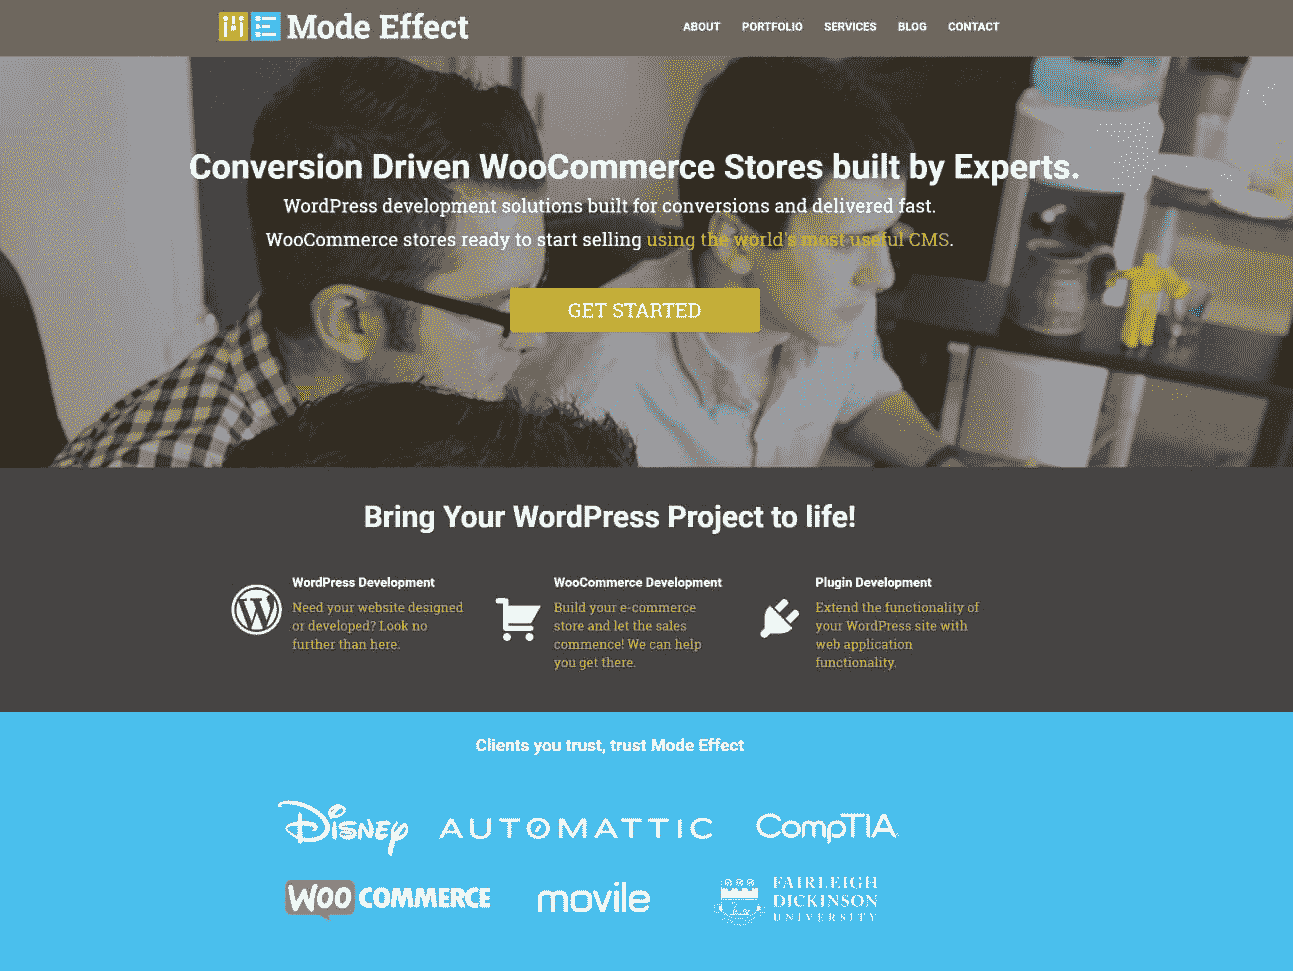 Mode Effect
ABOUT PORTFOLIO SERVICES BLOG CONTACT
Conversion Driven WooCommerce Stores built by Experts.
WordPress development solutions built for conversions and delivered fast.
WooCommerce stores ready to start selling using the world's most useful CMS.
GET STARTED
Bring Your WordPress Project to life!
WordPress Development
Need your website designed
or developed? Look no
further than here.
WooCommerce Development
Build your e-commerce
store and let the sales
commence! We can help
you get there.
Plugin Development
Extend the functionality of
your WordPress site with
web application
functionality.
Clients you trust, trust Mode Effect
Disney
AUTOMATTIC
CompTIA
WOO COMMERCE
movile
FAIRLEIGH
DICKINSON
UNIVERSITY